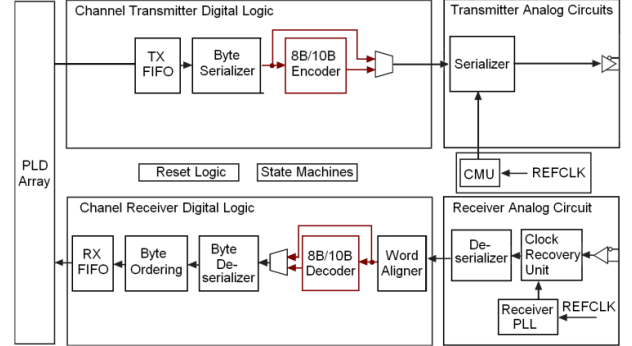 Channel Transmitter Digital Logic
Transmitter Analog Circuits
TX
FIFO
Byte
Serializer
8B/10B
Encoder
Serializer
PLD
Array
Reset Logic
State Machines
CMU
REFCLK
Chanel Receiver Digital Logic
Receiver Analog Circuit
RX
FIFO
Byte
Ordering
Byte
De-
serializer
8B/10B
Decoder
Word
Aligner
De-
serializer
Clock
Recovery
Unit
Receiver
PLL
REFCLK